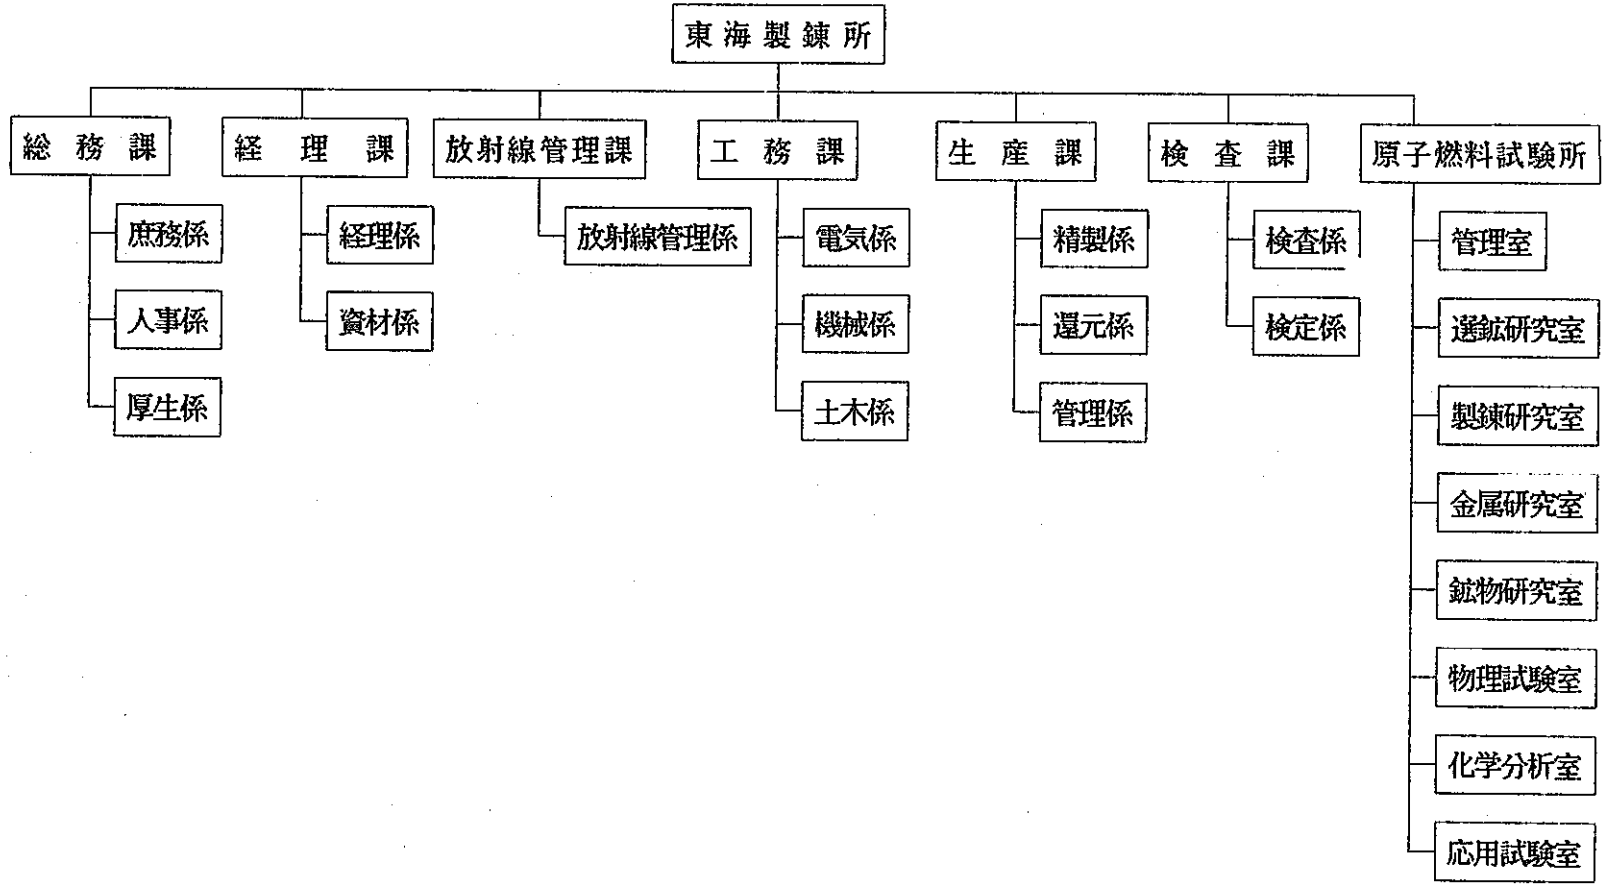 東海製錬所
総務課
庶務係
人事係
厚生係
経理課
経理係
資材係
放射線管理課
放射線管理係
工務課
電気係
機械係
土木係
生産課
精製係
還元係
管理係
検査課
検査係
検定係
原子燃料試験所
管理室
選鉱研究室
製錬研究室
金属研究室
鉱物研究室
物理試験室
化学分析室
応用試験室